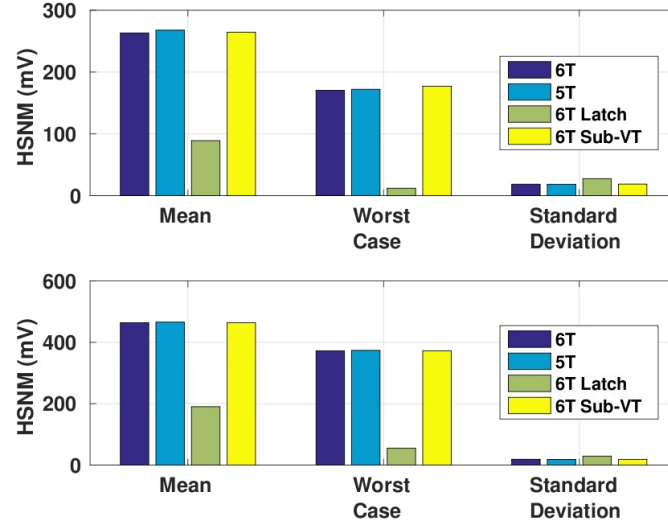 HSNM (mV)
300
200
100
0
6T
5T
6T Latch
6T Sub-VT
Mean
Worst
Case
Standard
Deviation
HSNM (mV)
600
400
200
0
6T
5T
6T Latch
6T Sub-VT
Mean
Worst
Case
Standard
Deviation